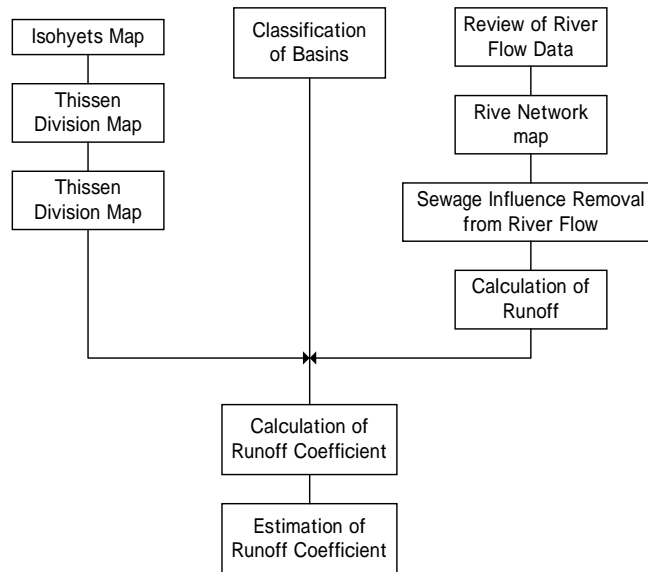 Isohyets Map
Thissen
Division Map
Thissen
Division Map
Classification
of Basins
Review of River
Flow Data
Rive Network
map
Sewage Influence Removal
from River Flow
Calculation of
Runoff
Calculation of
Runoff Coefficient
Estimation of
Runoff Coefficient